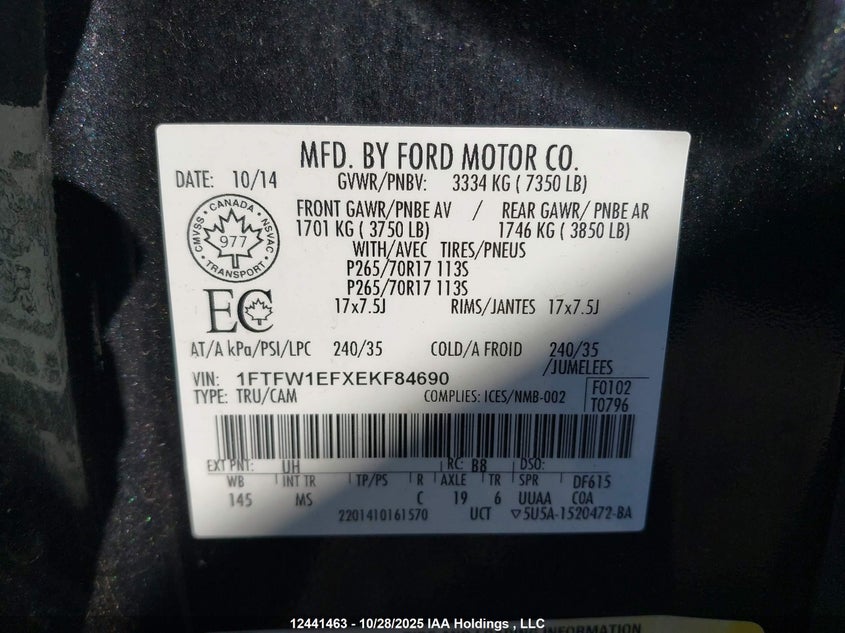 MFD. BY FORD MOTOR CO.
DATE: 10/14 GVWR/PNBV: 3334 KG ( 7350 LB)
FRONT GAWR/PNBE AV / REAR GAWR/ PNBE AR
1701 KG ( 3750 LB) 1746 KG ( 3850 LB)
WITH/AVEC TIRES/PNEUS
P265/70R17 113S
P265/70R17 113S
17x7.5J RIMS/JANTES 17x7.5J
CMVSS • CANADA • NSVAC
977
TRANSPORT
EC
AT/A kPa/PSI/LPC 240/35 COLD/A FROID 240/35
/JUMELEES
VIN: 1FTFW1EFXEKF84690
TYPE: TRU/CAM COMPLIES: ICES/NMB-002
F0102
T0796
EXT PNT: UH RC: B8 DSO:
WB INT TR TP/PS R AXLE TR SPR DF615
145 MS C 19 6 UUAA COA
2201410161570 UCT ▽5U5A-1520472-BA
12441463 - 10/28/2025 IAA Holdings , LLC
INFORMATION